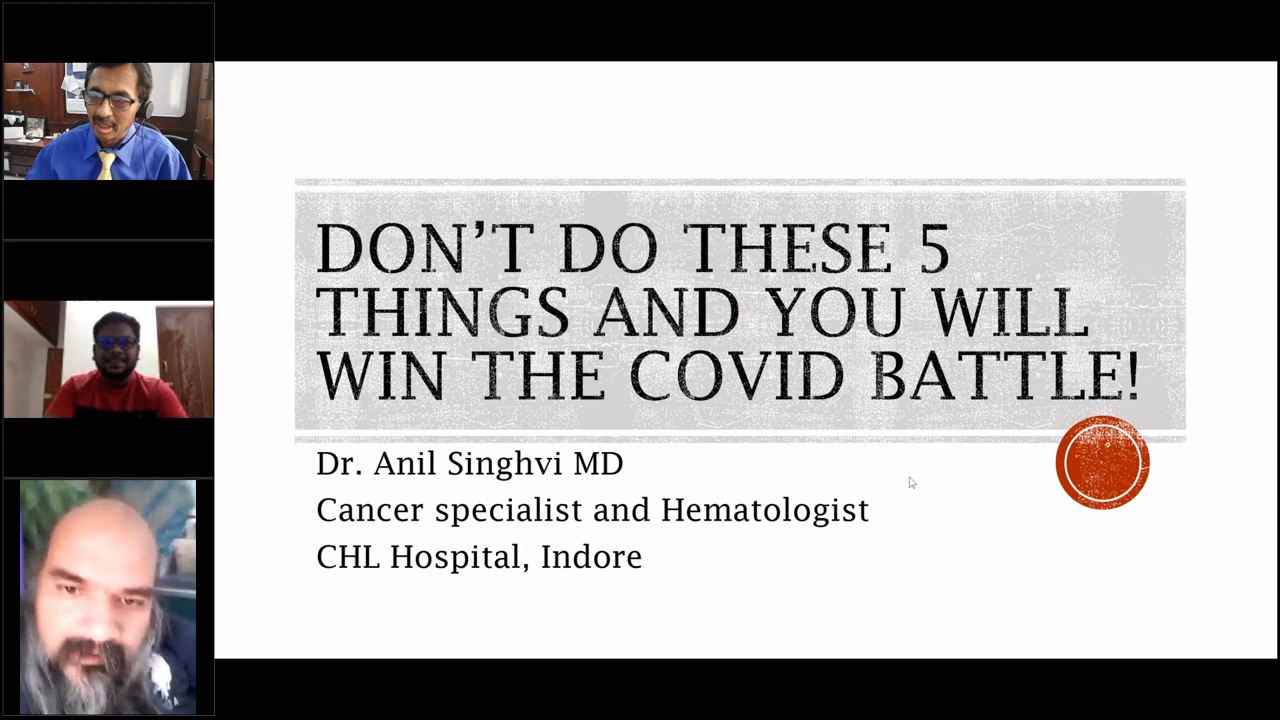 DON'T DO THESE 5
THINGS AND YOU WILL
WIN THE COVID BATTLE!
Dr. Anil Singhvi MD
Cancer specialist and Hematologist
CHL Hospital, Indore